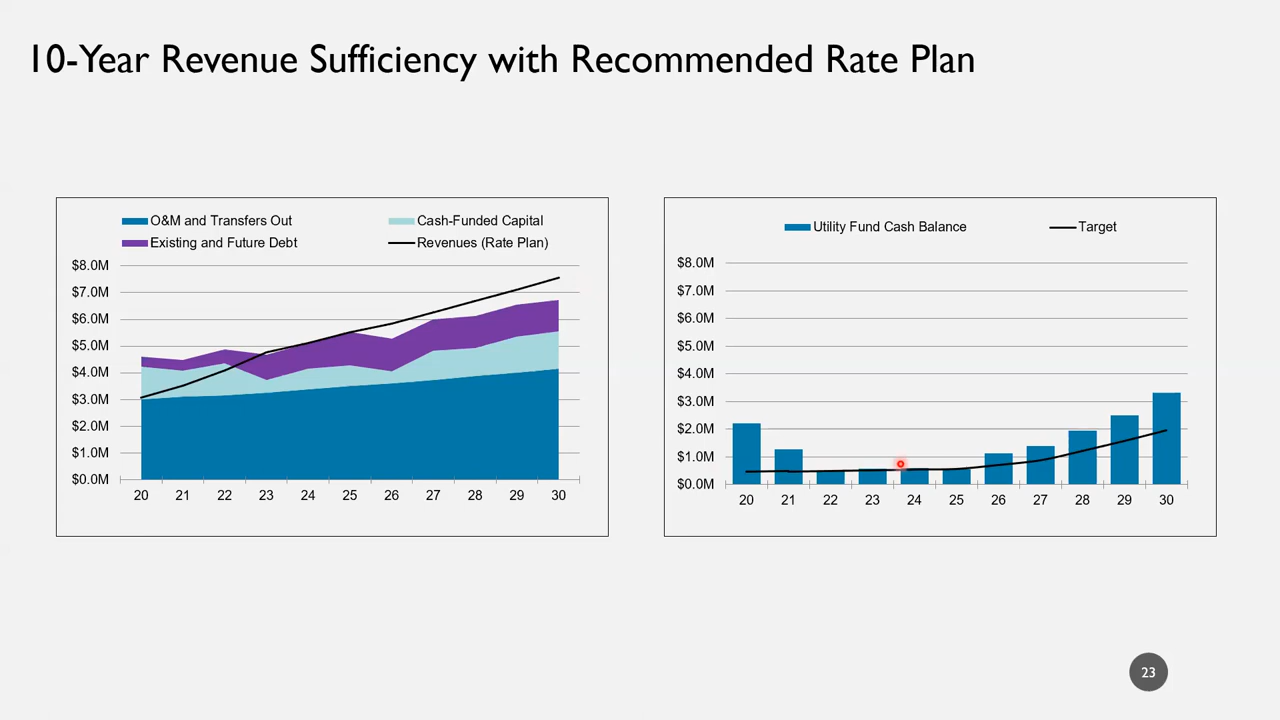 10-Year Revenue Sufficiency with Recommended Rate Plan
O&M and Transfers Out
Cash-Funded Capital
Existing and Future Debt
Revenues (Rate Plan)
$8.0M
$7.0M
$6.0M
$5.0M
$4.0M
$3.0M
$2.0M
$1.0M
$0.0M
20 21 22 23 24 25 26 27 28 29 30
Utility Fund Cash Balance
Target
$8.0M
$7.0M
$6.0M
$5.0M
$4.0M
$3.0M
$2.0M
$1.0M
$0.0M
20 21 22 23 24 25 26 27 28 29 30
23